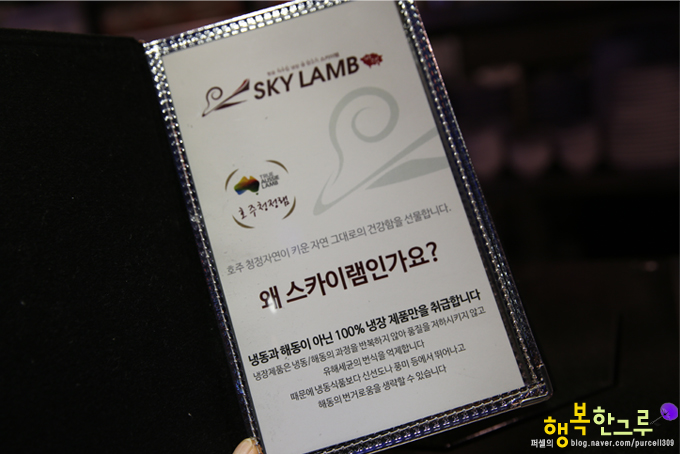 SKY LAMB
TRUE
AUSSIE
LAMB
호주청정램
호주 청정자연이 키운 자연 그대로의 건강함을 선물합니다.
왜 스카이램인가요?
냉동과 해동이 아닌 100% 냉장 제품만을 취급합니다
냉장제품은 냉동/해동의 과정을 반복하지 않아 품질을 저하시키지 않고
유해세균의 번식을 억제합니다
때문에 냉동식품보다 신선도나 풍미 등에서 뛰어나고
해동의 번거로움을 생략할 수 있습니다
행복한그루
퍼셀의 blog.naver.com/purcell309